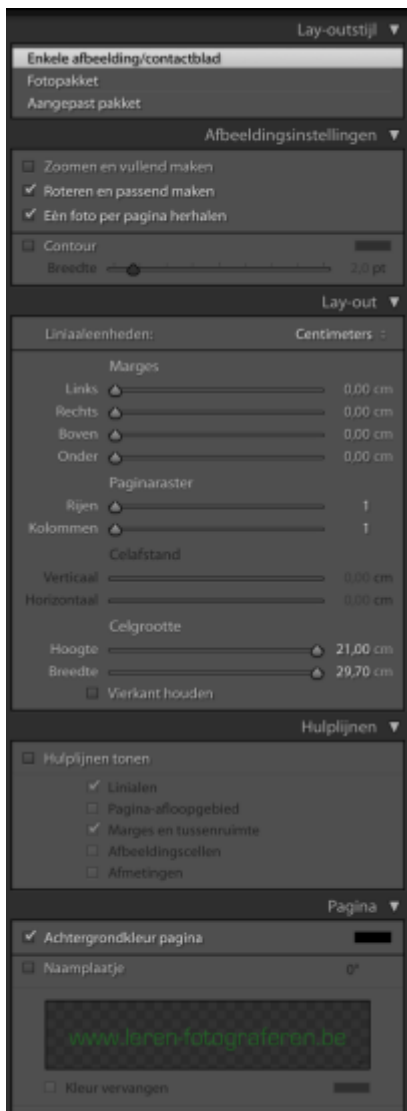 Lay-outstijl ▼
Enkele afbeelding/contactblad
Fotopakket
Aangepast pakket
Afbeeldingsinstellingen ▼
Zoomen en vullend maken
Roteren en passend maken
Eén foto per pagina herhalen
Contour
Breedte 2,0 pt
Lay-out ▼
Liniaaleenheden: Centimeters
Marges
Links 0,00 cm
Rechts 0,00 cm
Boven 0,00 cm
Onder 0,00 cm
Paginaraster
Rijen 1
Kolommen 1
Celafstand
Verticaal 0,00 cm
Horizontaal 0,00 cm
Celgrootte
Hoogte 21,00 cm
Breedte 29,70 cm
Vierkant houden
Hulplijnen ▼
Hulplijnen tonen
Linialen
Pagina-afloopgebied
Marges en tussenruimte
Afbeeldingscellen
Afmetingen
Pagina ▼
Achtergrondkleur pagina
Naamplaatje 0°
www.leren-fotograferen.be
Kleur vervangen